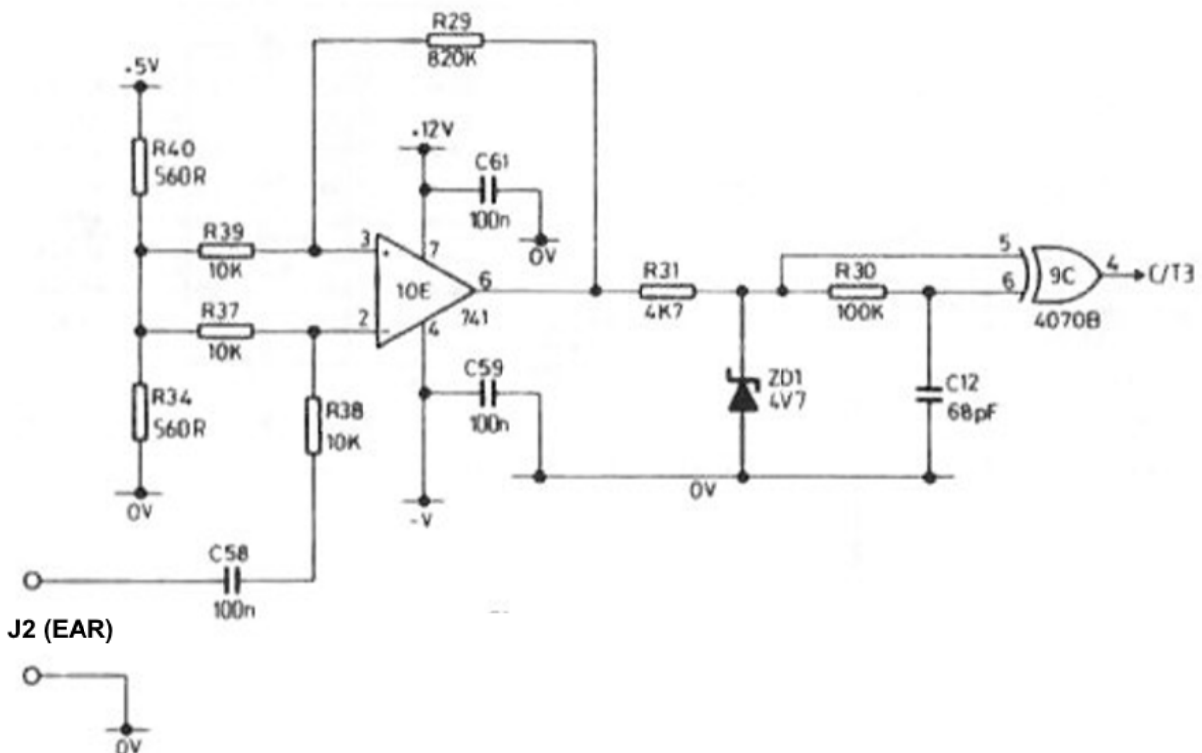 R29
820K
.5V
R40
560R
.12V
C61
100n
0V
R39
10K
3
7
10E
6
741
2
4
R37
10K
R31
4K7
R30
100K
5
6
9C
4
C/T3
4070B
R34
560R
R38
10K
C59
100n
ZD1
4V7
C12
68pF
0V
0V
-V
C58
100n
J2 (EAR)
0V